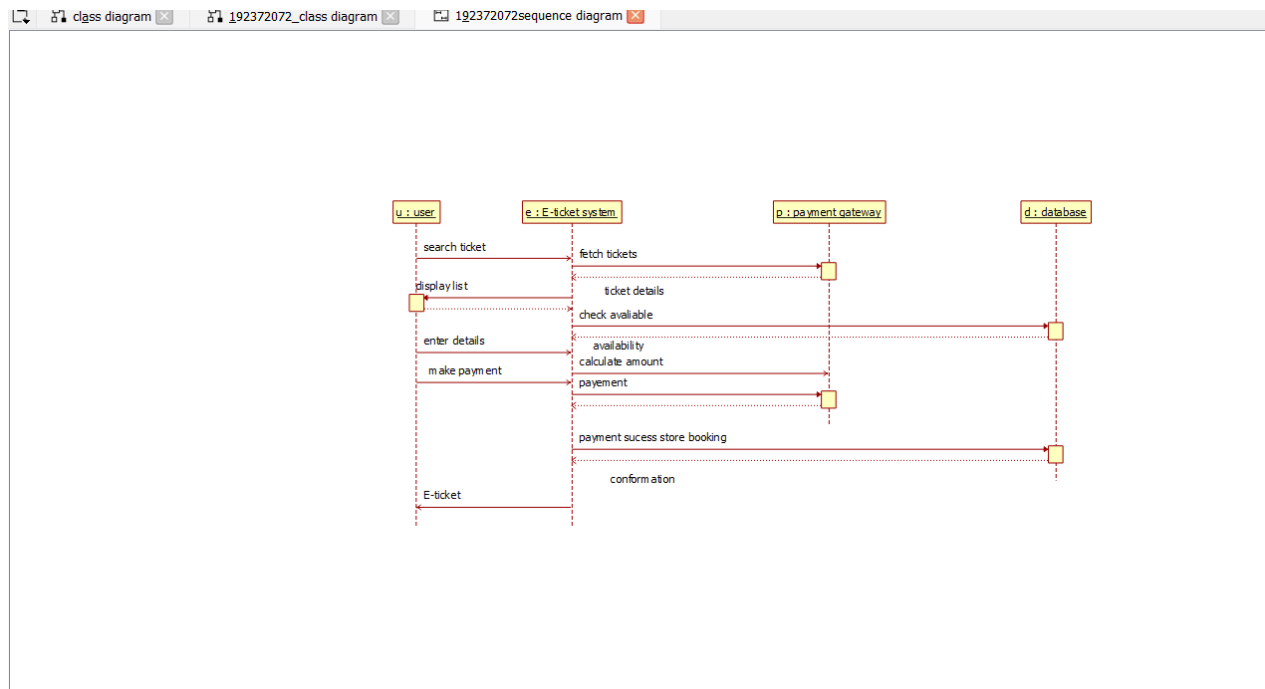 class diagram
192372072_class diagram
192372072sequence diagram
u : user
e : E-ticket system
p : payment gateway
d : database
search ticket
fetch tickets
display list
ticket details
check avaliable
enter details
availability
calculate amount
make payment
payement
payment sucess store booking
conformation
E-ticket